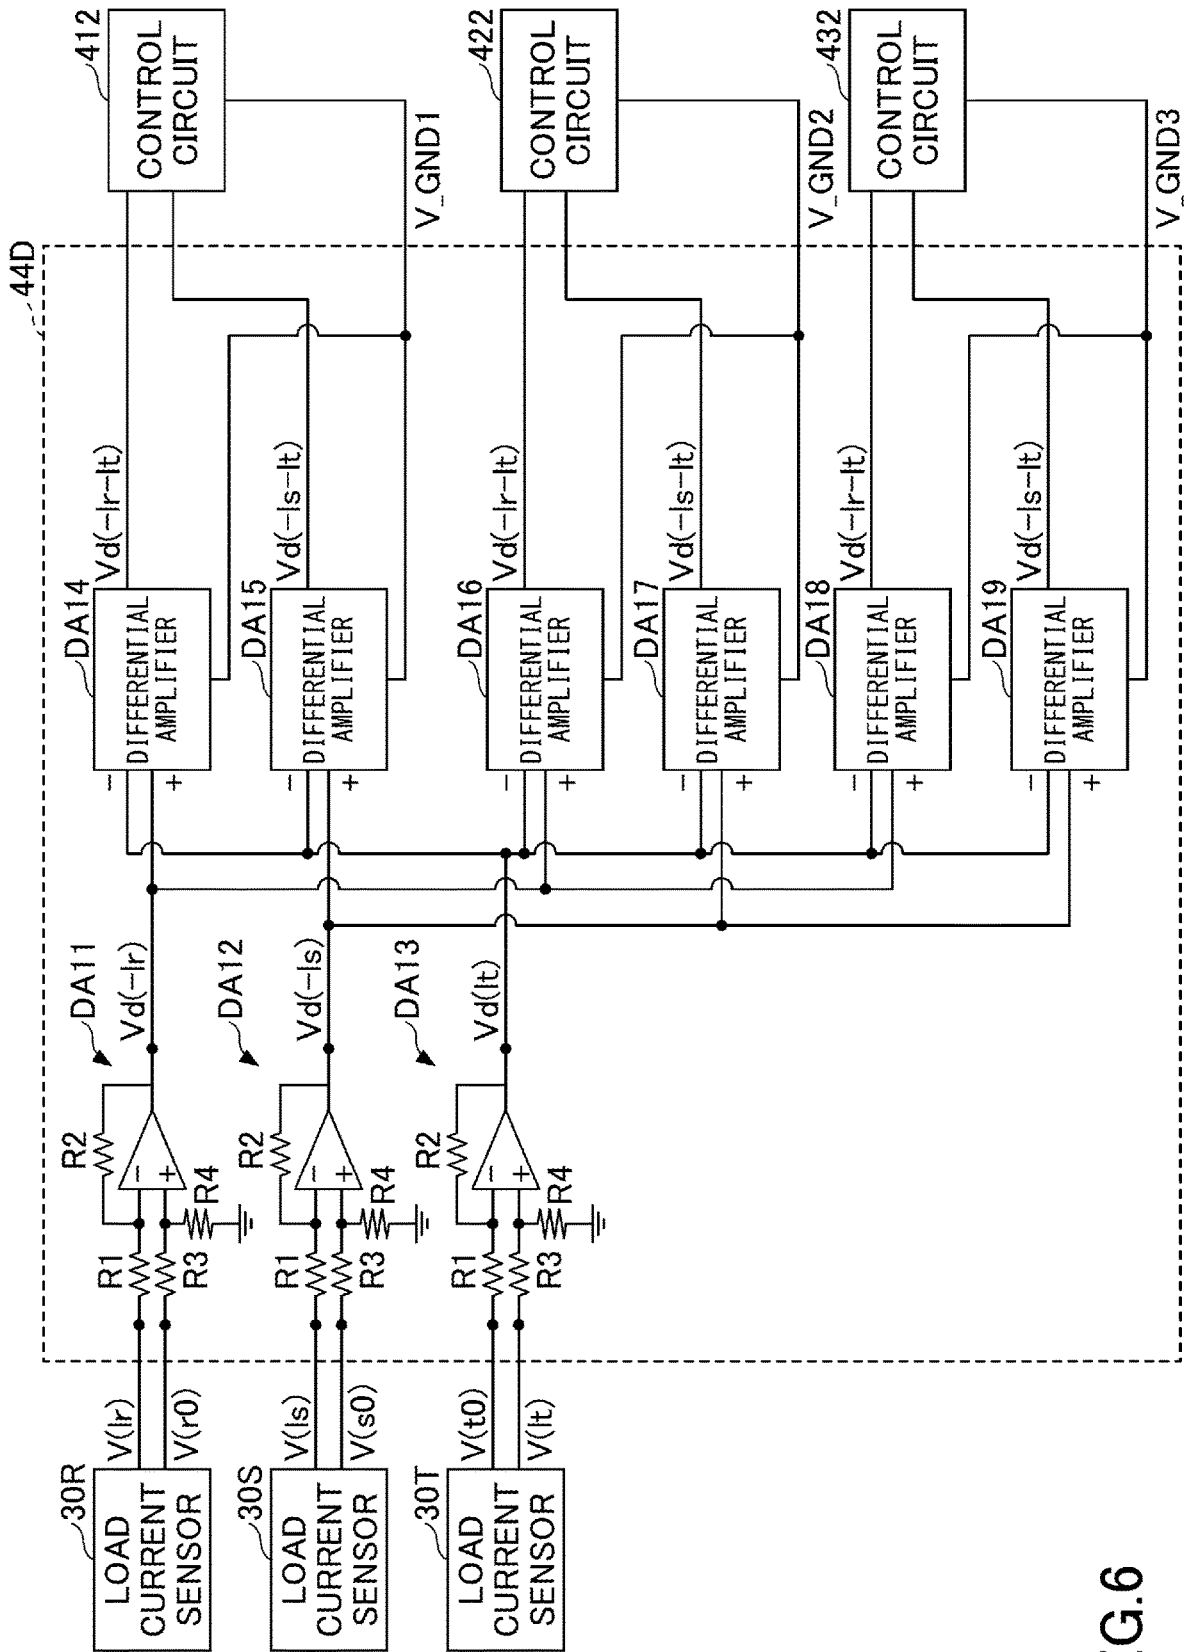 44D
30R
LOAD
CURRENT
SENSOR
V(Ir)
V(r0)
R1
R3
R2
R4
−
+
DA11
Vd(-Ir)
−
+
DA14
DIFFERENTIAL
AMPLIFIER
Vd(-Ir-It)
412
CONTROL
CIRCUIT
V_GND1
30S
LOAD
CURRENT
SENSOR
V(Is)
V(s0)
R1
R3
R2
R4
−
+
DA12
Vd(-Is)
−
+
DA15
DIFFERENTIAL
AMPLIFIER
Vd(-Is-It)
30T
LOAD
CURRENT
SENSOR
V(t0)
V(It)
R1
R3
R2
R4
−
+
DA13
Vd(It)
−
+
DA16
DIFFERENTIAL
AMPLIFIER
Vd(-Ir-It)
422
CONTROL
CIRCUIT
V_GND2
−
+
DA17
DIFFERENTIAL
AMPLIFIER
Vd(-Is-It)
−
+
DA18
DIFFERENTIAL
AMPLIFIER
Vd(-Ir-It)
432
CONTROL
CIRCUIT
V_GND3
−
+
DA19
DIFFERENTIAL
AMPLIFIER
Vd(-Is-It)
G.6